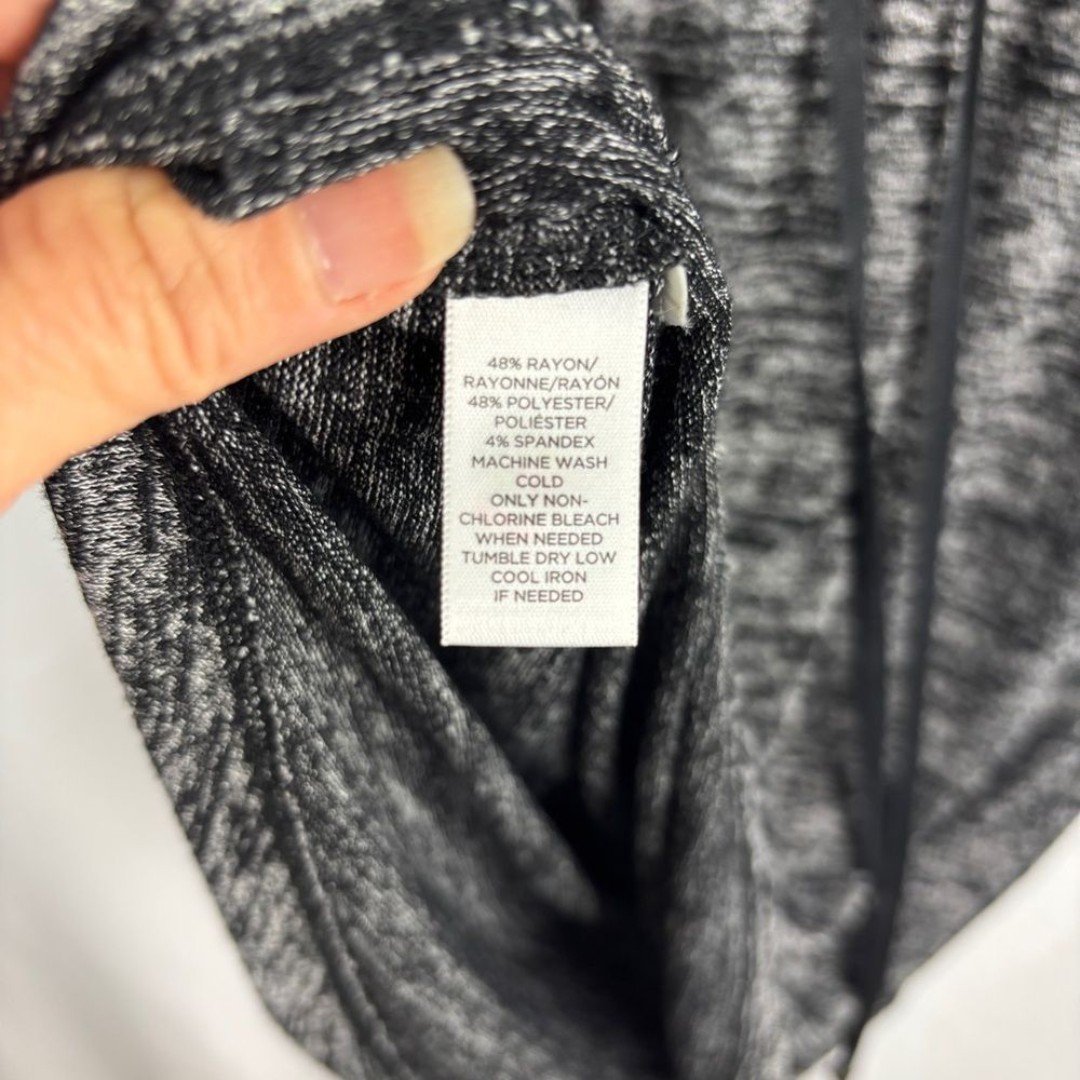 48% RAYON/
RAYONNE/RAYÓN
48% POLYESTER/
POLIÉSTER
4% SPANDEX
MACHINE WASH
COLD
ONLY NON-
CHLORINE BLEACH
WHEN NEEDED
TUMBLE DRY LOW
COOL IRON
IF NEEDED